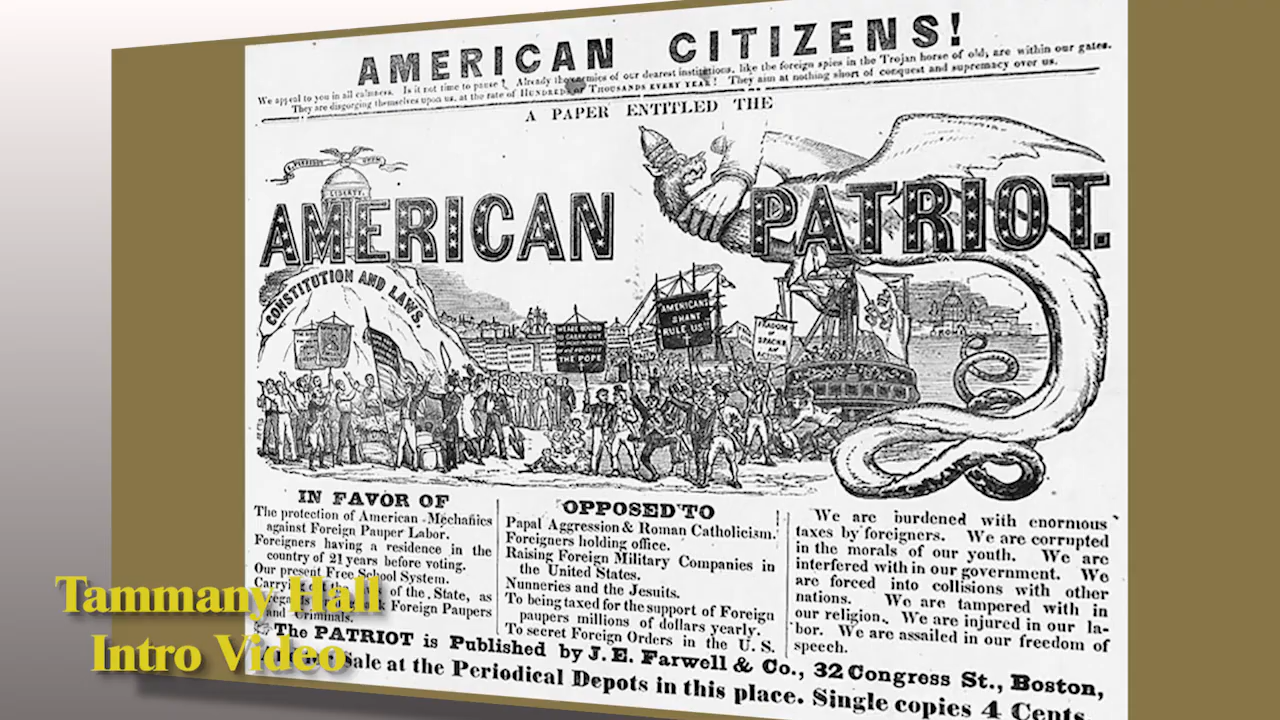 AMERICAN CITIZENS!
We appeal to you in all calmness. Is it not time to pause? Already the enemies of our dearest institutions, like the foreign spies in the Trojan horse of old, are within our gates.
They are disgorging themselves upon us, at the rate of HUNDREDS OF THOUSANDS EVERY YEAR! They aim at nothing short of conquest and supremacy over us.
A PAPER ENTITLED THE
LIBERTY
AMERICAN PATRIOT.
CONSTITUTION AND LAWS.
WE ARE BOUND
TO CARRY OUT
THE POPE
AMERICANS
SHANT
RULE US!
IN FAVOR OF
The protection of American Mechanics
against Foreign Pauper Labor.
Foreigners having a residence in the
country of 21 years before voting.
Our present Free School System.
of the State, as
Foreign Paupers
and Criminals.
OPPOSED TO
Papal Aggression & Roman Catholicism.
Foreigners holding office.
Raising Foreign Military Companies in
the United States.
Nunneries and the Jesuits.
To being taxed for the support of Foreign
paupers millions of dollars yearly.
To secret Foreign Orders in the U. S.
We are burdened with enormous
taxes by foreigners. We are corrupted
in the morals of our youth. We are
interfered with in our government. We
are forced into collisions with other
nations. We are tampered with in
our religion. We are injured in our la-
bor. We are assailed in our freedom of
speech.
The PATRIOT is Published by J. E. Farwell & Co., 32 Congress St., Boston,
Sale at the Periodical Depots in this place. Single copies 4 Cents.
Tammany Hall
Intro Video